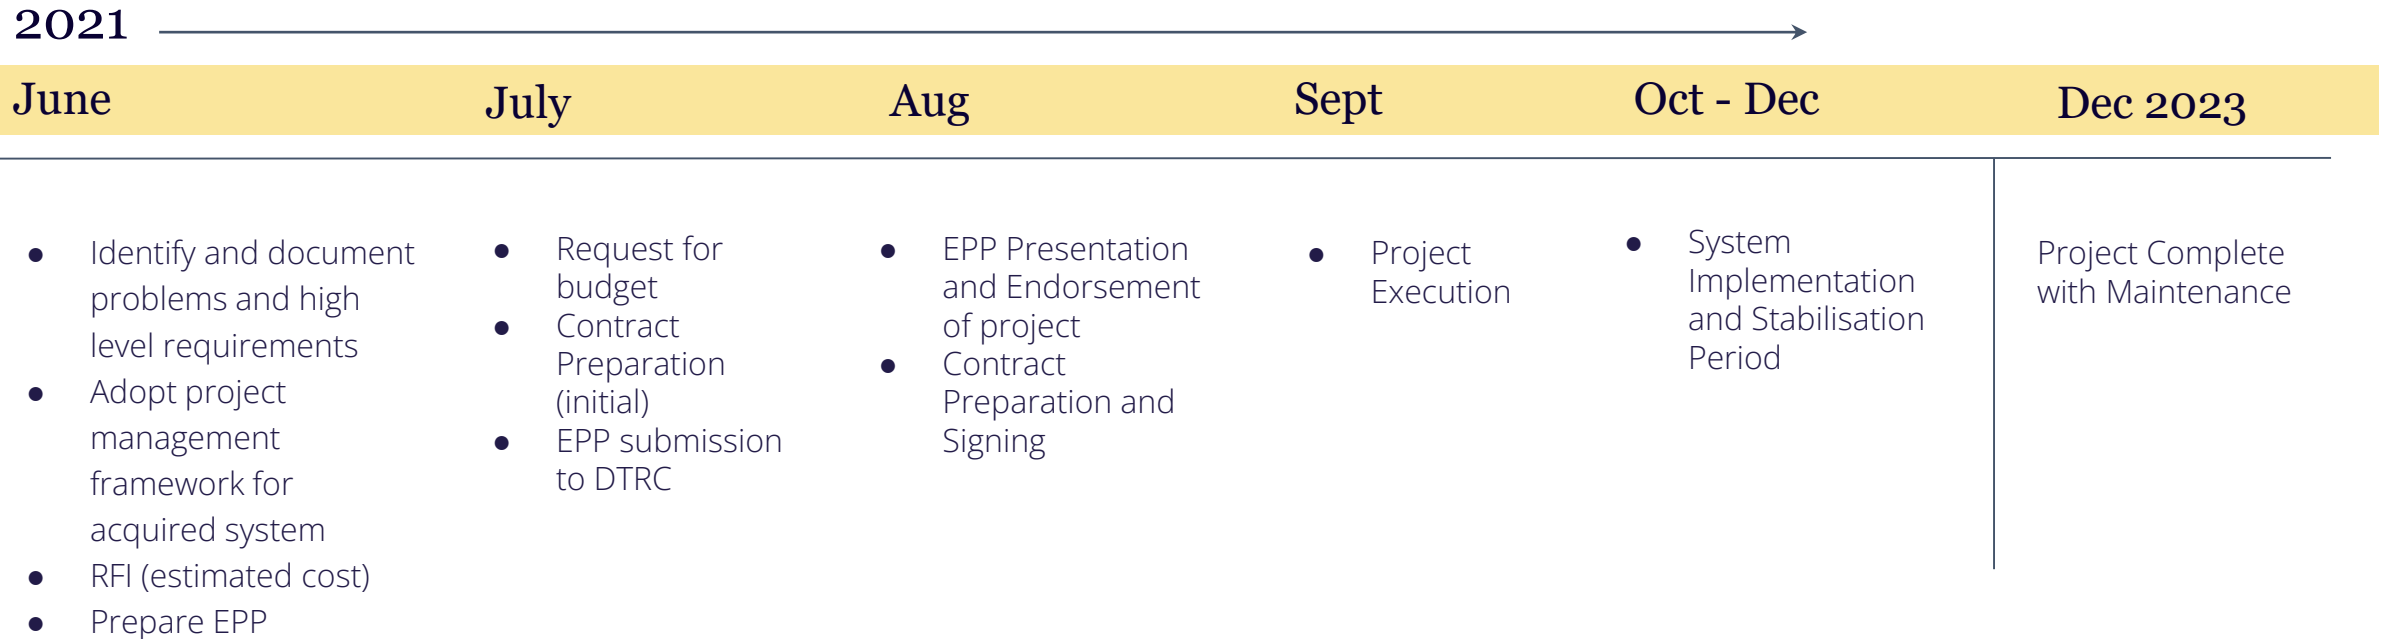 2021
June
July
Aug
Sept
Oct - Dec
Dec 2023
● Identify and document
problems and high
level requirements
● Adopt project
management
framework for
acquired system
● RFI (estimated cost)
● Prepare EPP
● Request for
budget
● Contract
Preparation
(initial)
● EPP submission
to DTRC
● EPP Presentation
and Endorsement
of project
● Contract
Preparation and
Signing
● Project
Execution
● System
Implementation
and Stabilisation
Period
Project Complete
with Maintenance